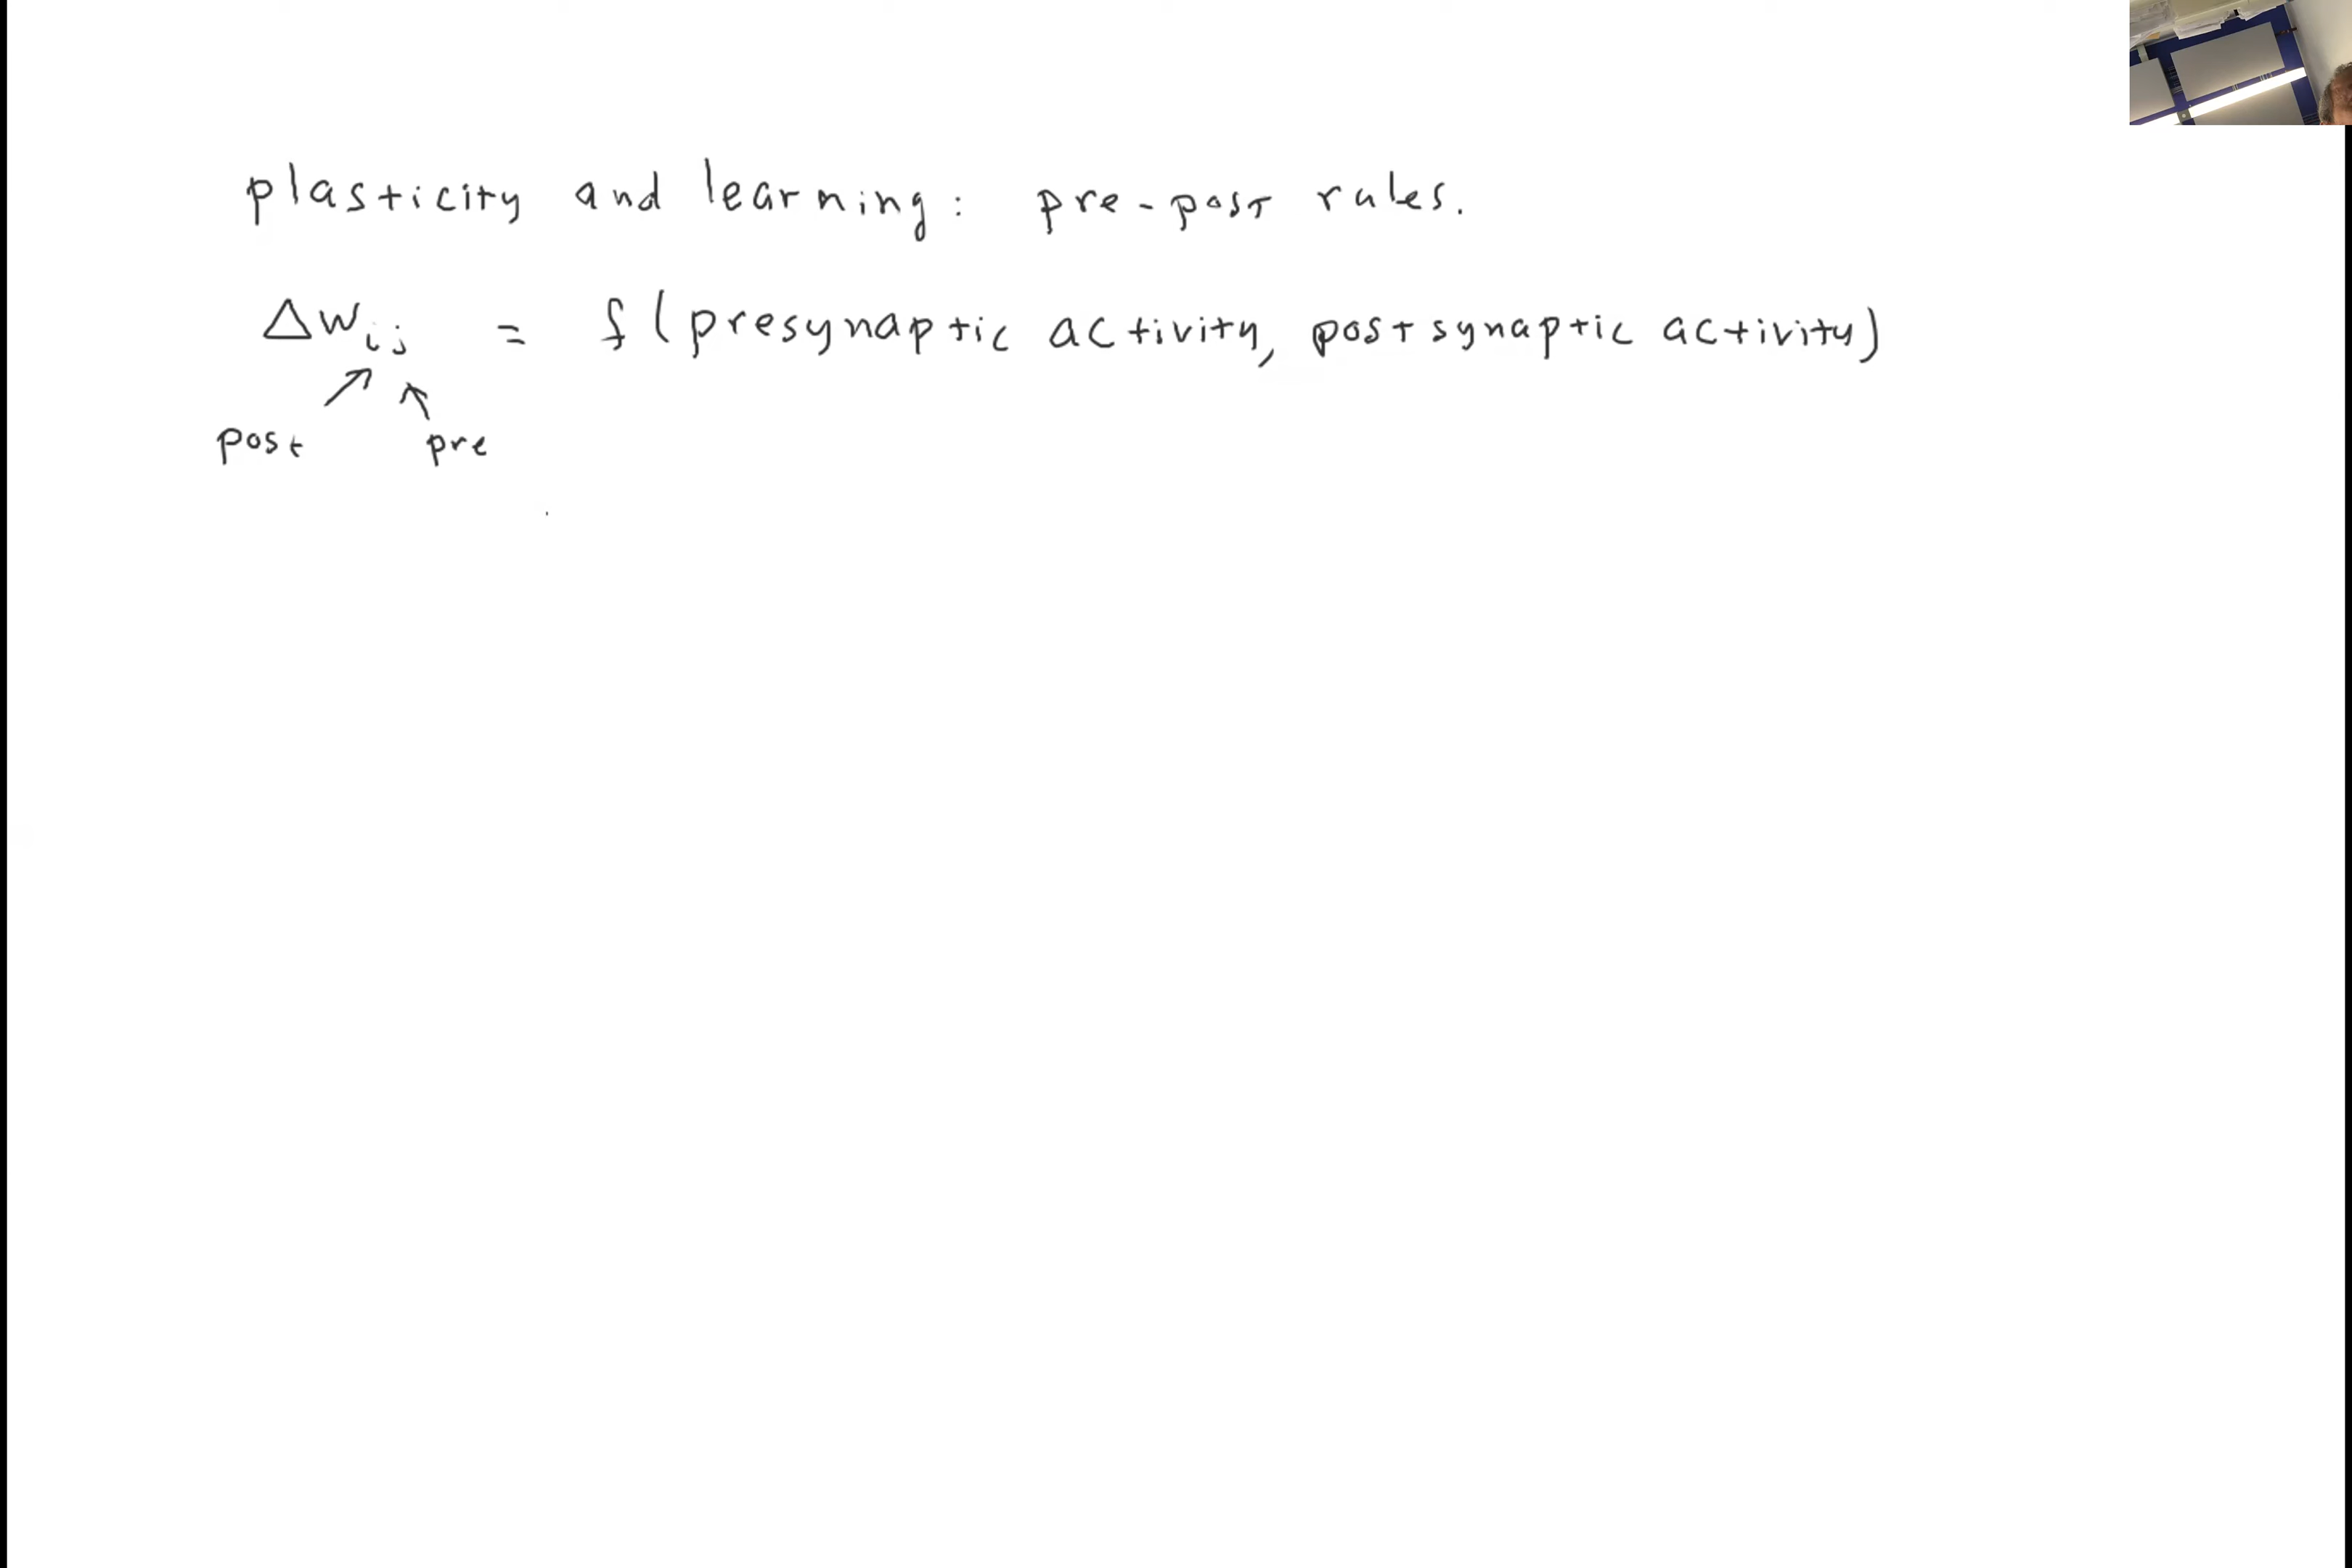 plasticity and learning: pre-post rules.
Δwij = f(presynaptic activity, postsynaptic activity)
post pre